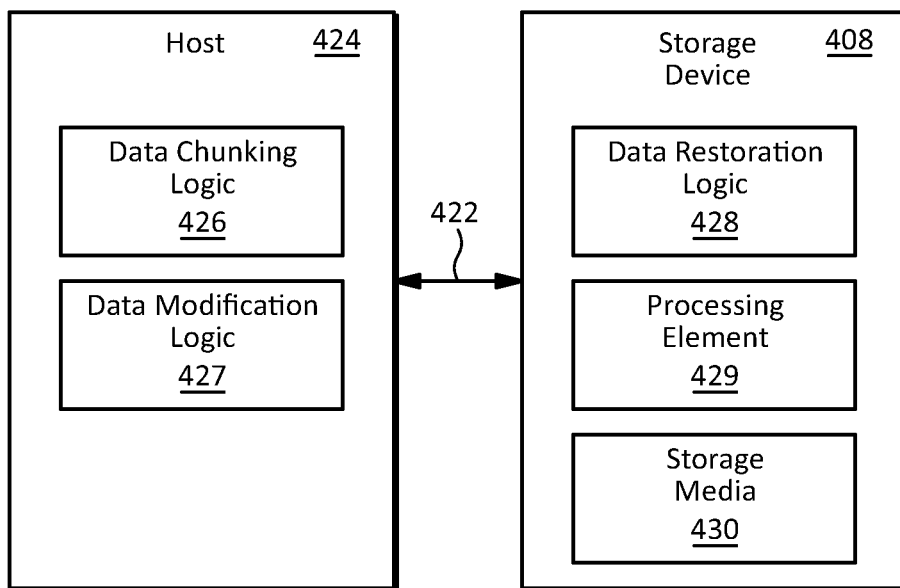 Host 424
Data Chunking
Logic
426
Data Modification
Logic
427
422
Storage 408
Device
Data Restoration
Logic
428
Processing
Element
429
Storage
Media
430